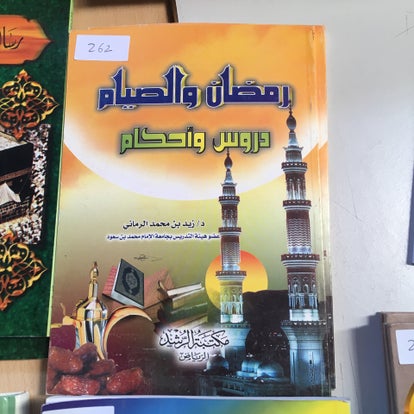 262
رمضان والصيام
دروس وأحكام
د/ زيد بن محمد الرماني
عضو هيئة التدريس بجامعة الإمام محمد بن سعود
مكتبة الرشد
الرياض